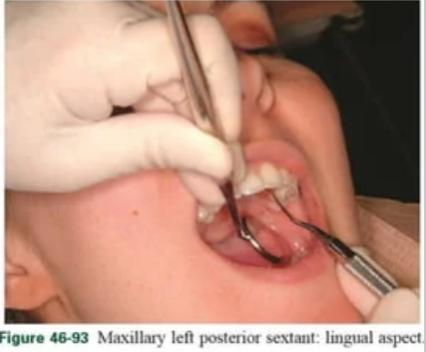 Figure 46-93 Maxillary left posterior sextant: lingual aspect.